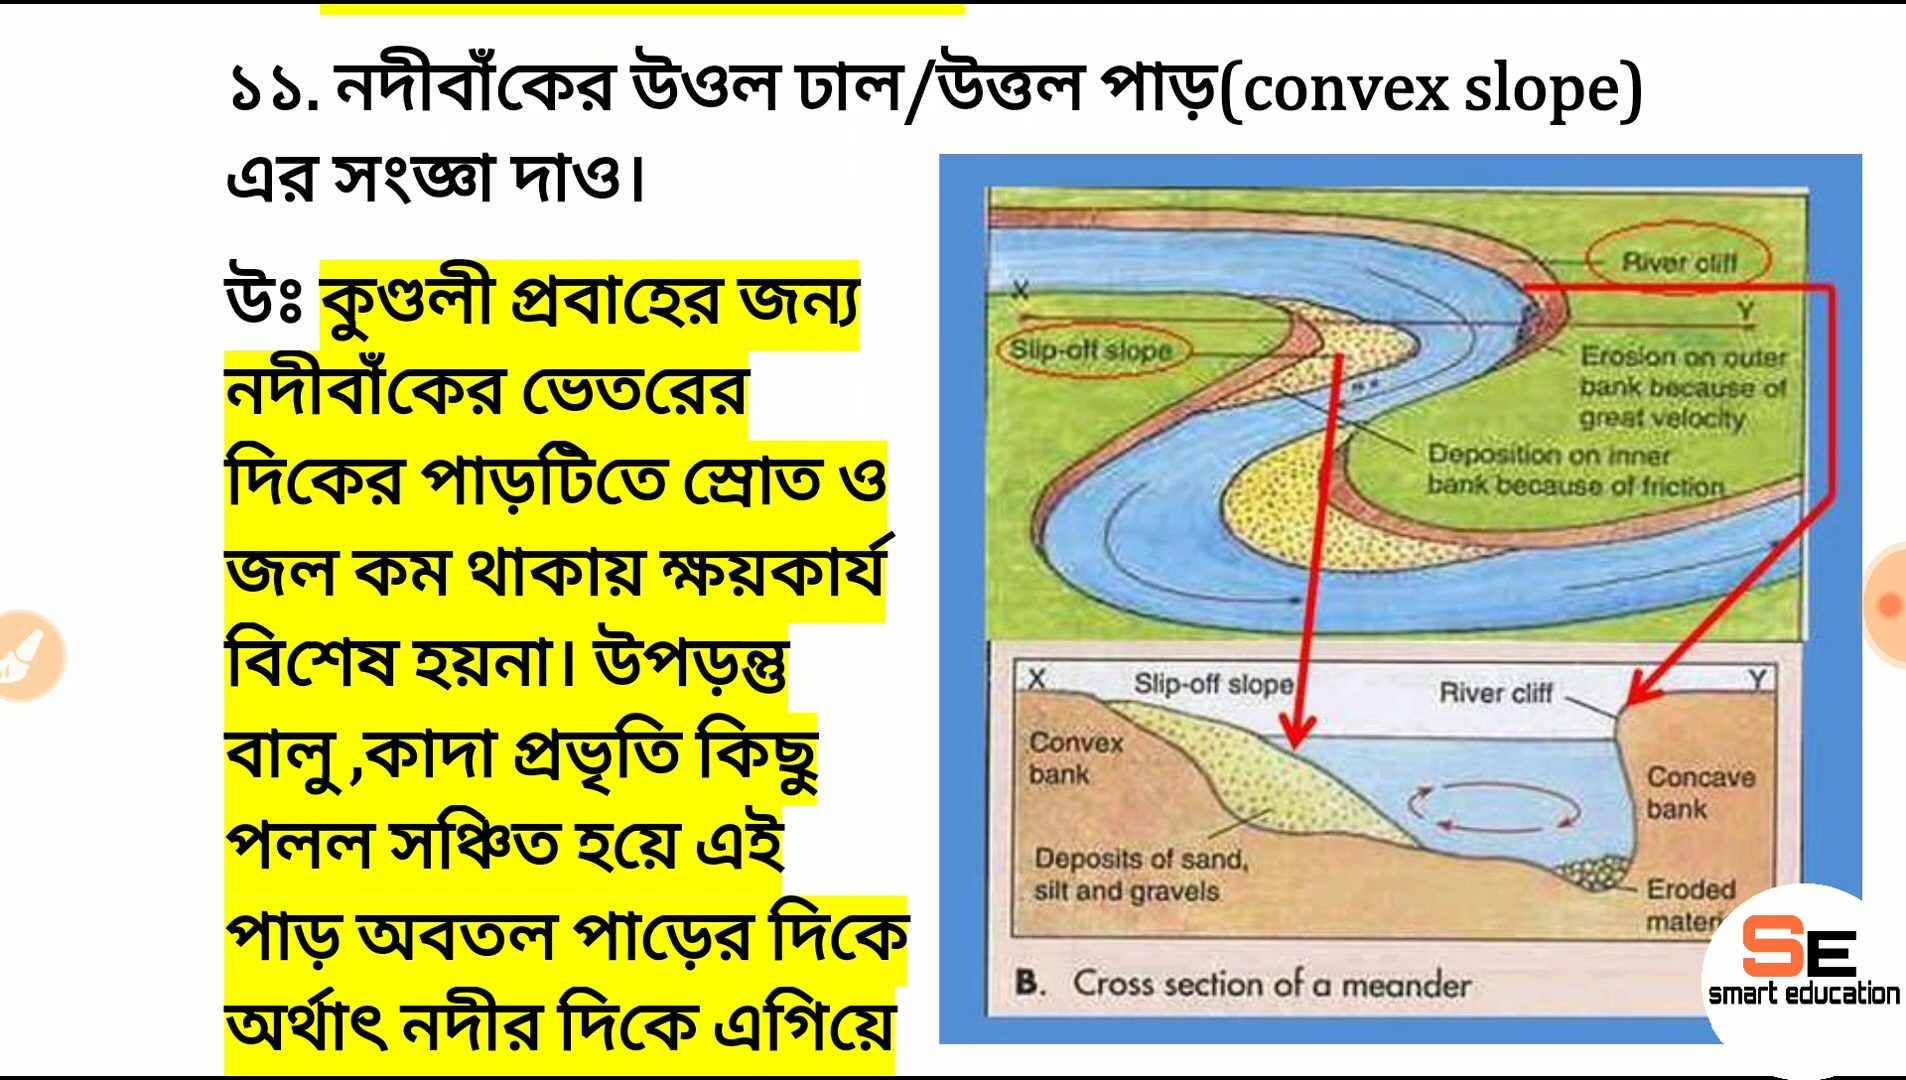 ১১. নদীবাঁকের উওল ঢাল/উত্তল পাড়(convex slope)
এর সংজ্ঞা দাও।
উঃ কুণ্ডলী প্রবাহের জন্য
নদীবাঁকের ভেতরের
দিকের পাড়টিতে স্রোত ও
জল কম থাকায় ক্ষয়কার্য
বিশেষ হয়না। উপড়ন্তু
বালু ,কাদা প্রভৃতি কিছু
পলল সঞ্চিত হয়ে এই
পাড় অবতল পাড়ের দিকে
অর্থাৎ নদীর দিকে এগিয়ে
River cliff
X
Y
Slip-off slope
Erosion on outer
bank because of
great velocity
Deposition on inner
bank because of friction
X
Slip-off slope
River cliff
Y
Convex
bank
Concave
bank
Deposits of sand,
silt and gravels
Eroded
B. Cross section of a meander
SE
smart education